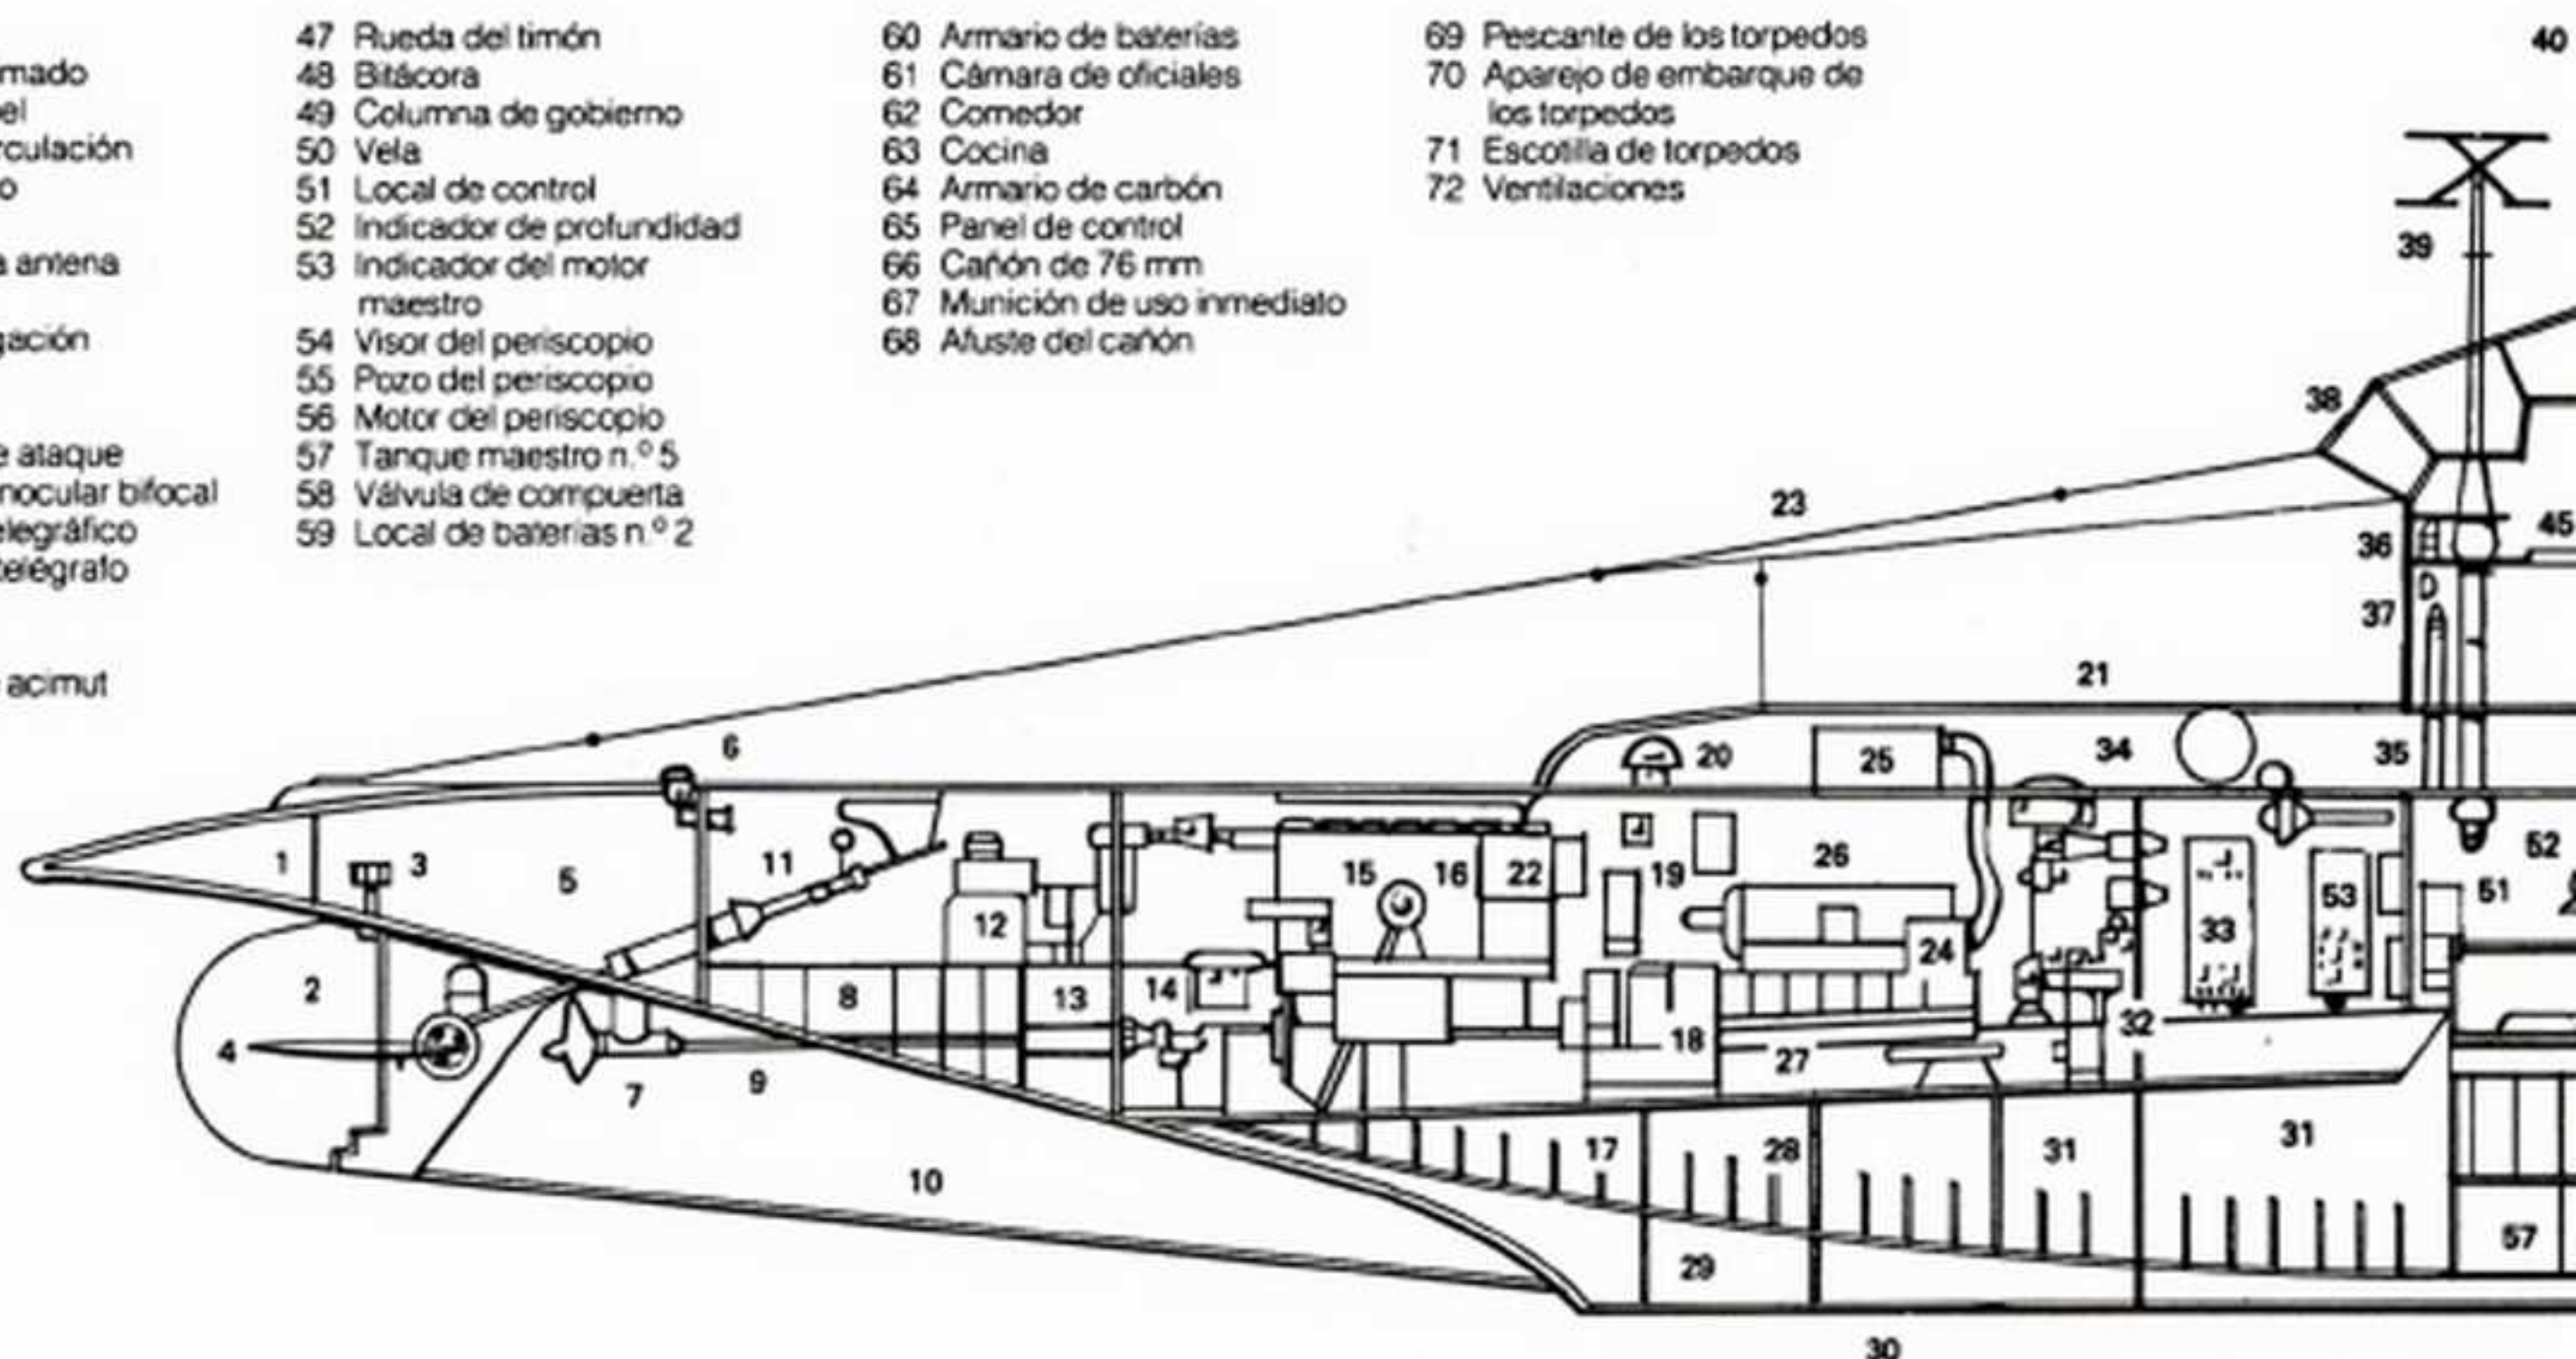 mado
el
rculación
o
a antena
gación
e ataque
nocular bifocal
elegráfico
telégrafo
acimut
47 Rueda del timón
48 Bitácora
49 Columna de gobierno
50 Vela
51 Local de control
52 Indicador de profundidad
53 Indicador del motor
maestro
54 Visor del periscopio
55 Pozo del periscopio
56 Motor del periscopio
57 Tanque maestro n.º 5
58 Válvula de compuerta
59 Local de baterías n.º 2
60 Armario de baterías
61 Cámara de oficiales
62 Comedor
63 Cocina
64 Armario de carbón
65 Panel de control
66 Cañón de 76 mm
67 Munición de uso inmediato
68 Afuste del cañón
69 Pescante de los torpedos
70 Aparejo de embarque de
los torpedos
71 Escotilla de torpedos
72 Ventilaciones
40
39
38
23
45
36
37
21
6
20
25
34
35
1
3
5
11
12
15
16
22
19
26
52
51
53
33
24
2
8
13
14
18
32
4
27
7
9
10
17
28
31
31
29
57
30